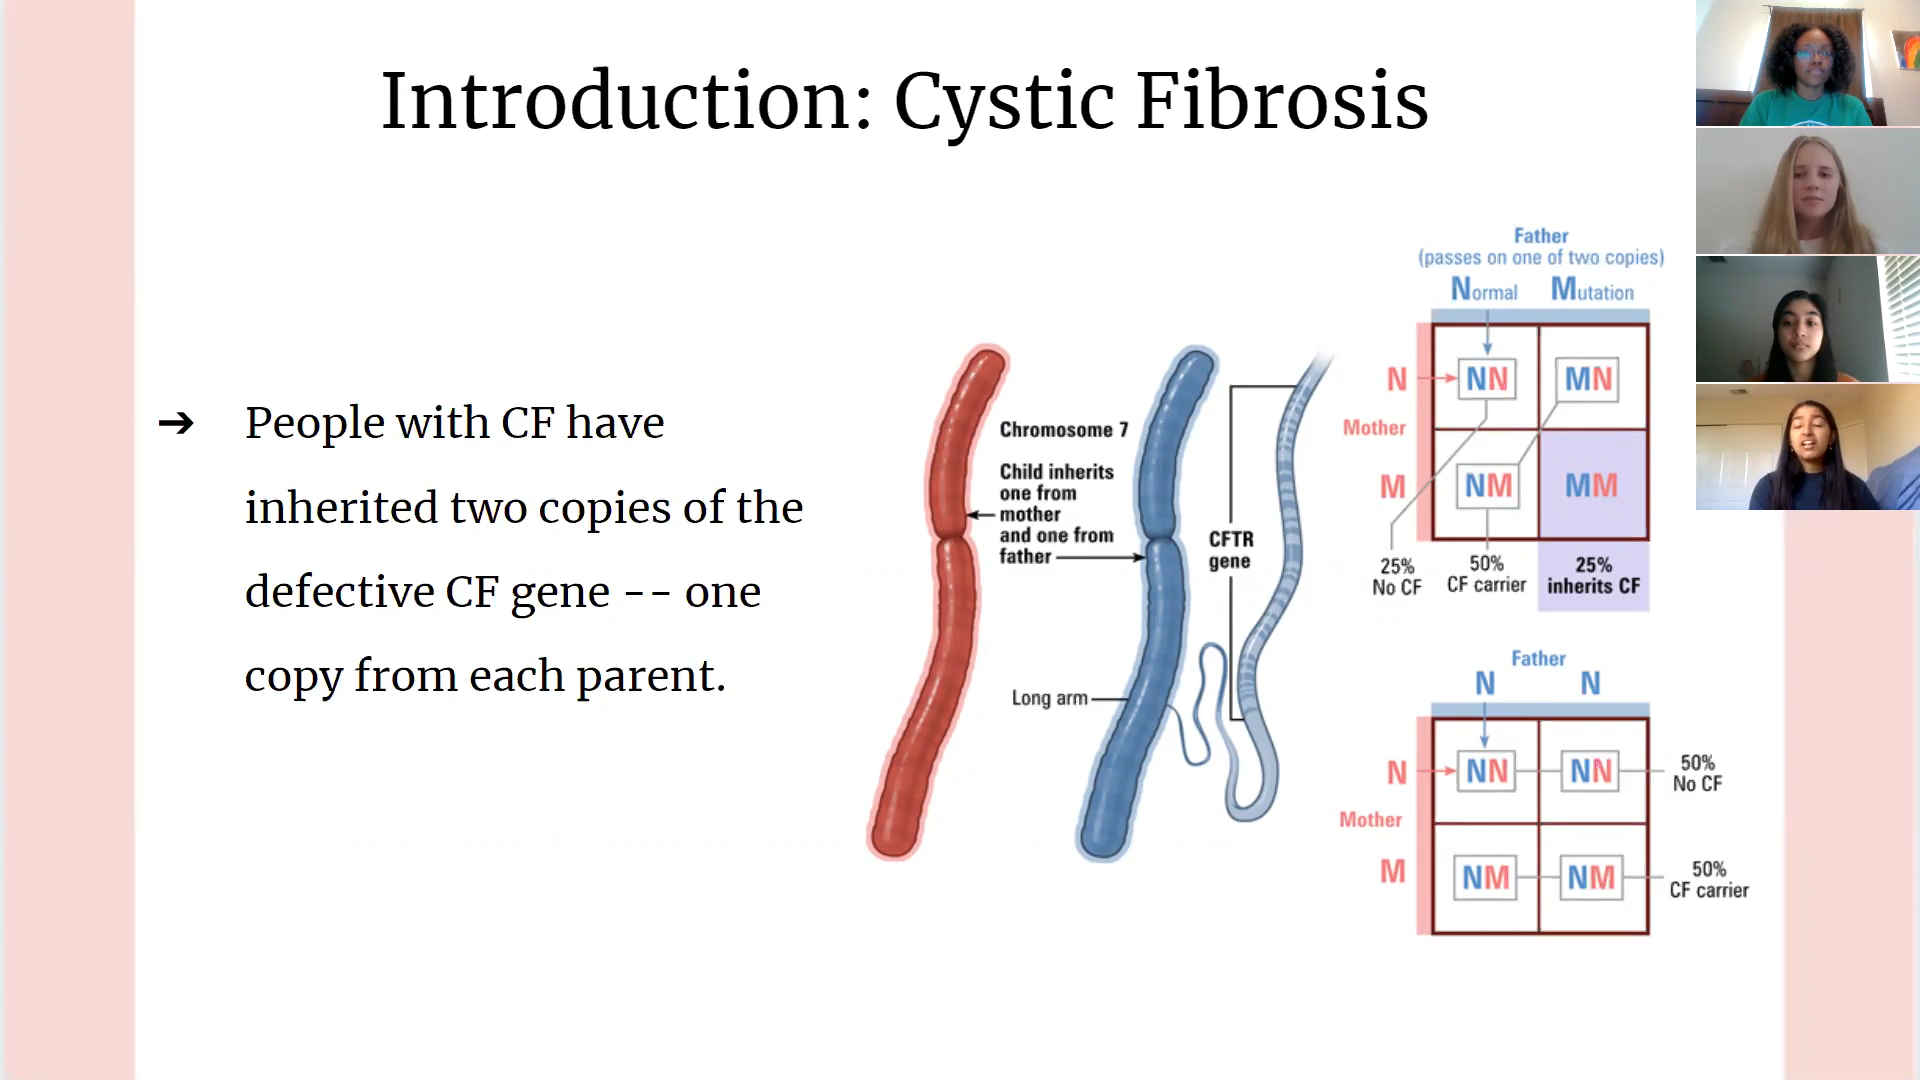 Introduction: Cystic Fibrosis
➔ People with CF have
inherited two copies of the
defective CF gene -- one
copy from each parent.
Chromosome 7
Child inherits
one from
mother
and one from
father
Long arm
CFTR
gene
Father
(passes on one of two copies)
Normal Mutation
N
NN MN
Mother
M
NM MM
25%
No CF
50%
CF carrier
25%
inherits CF
Father
N N
N
NN NN
50%
No CF
Mother
M
NM NM
50%
CF carrier